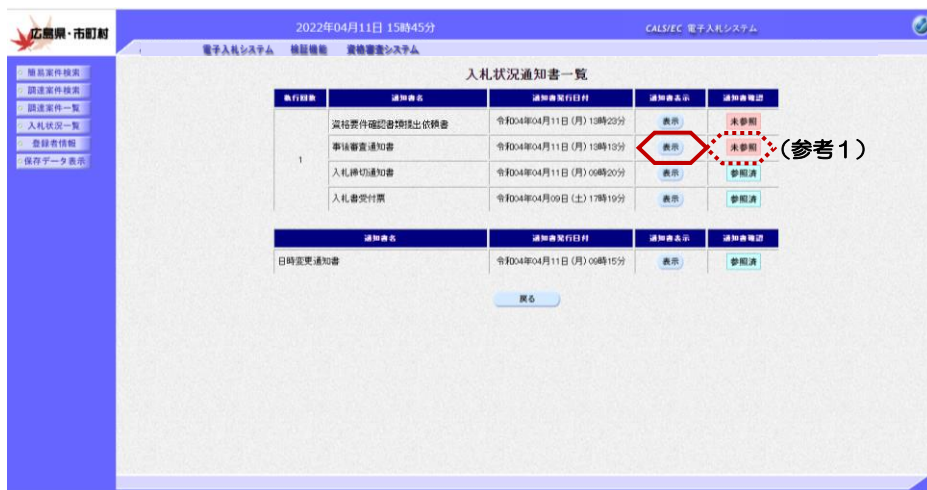 広島県・市町村
2022年04月11日 15時45分
CALS/EC 電子入札システム
電子入札システム 検証機能 資格審査システム
簡易案件検索
調達案件検索
調達案件一覧
入札状況一覧
登録者情報
保存データ表示
入札状況通知書一覧
執行回数 通知書名 通知書発行日付 通知書表示 通知書確認
1
資格要件確認書類提出依頼書 令和04年04月11日(月)13時23分 表示 未参照
事後審査通知書 令和04年04月11日(月)13時13分 表示 未参照 (参考1)
入札締切通知書 令和04年04月11日(月)09時20分 表示 参照済
入札書受付票 令和04年04月09日(土)17時19分 表示 参照済
通知書名 通知書発行日付 通知書表示 通知書確認
日時変更通知書 令和04年04月11日(月)09時15分 表示 参照済
戻る